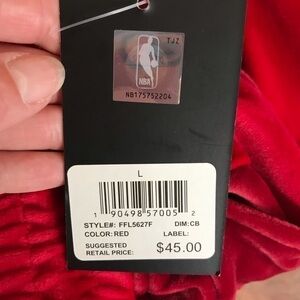 TJZ
NBA
NB175752204
L
1 90498 57005 2
STYLE#: FFL5627F DIM:CB
COLOR: RED LABEL:
SUGGESTED
RETAIL PRICE: $45.00